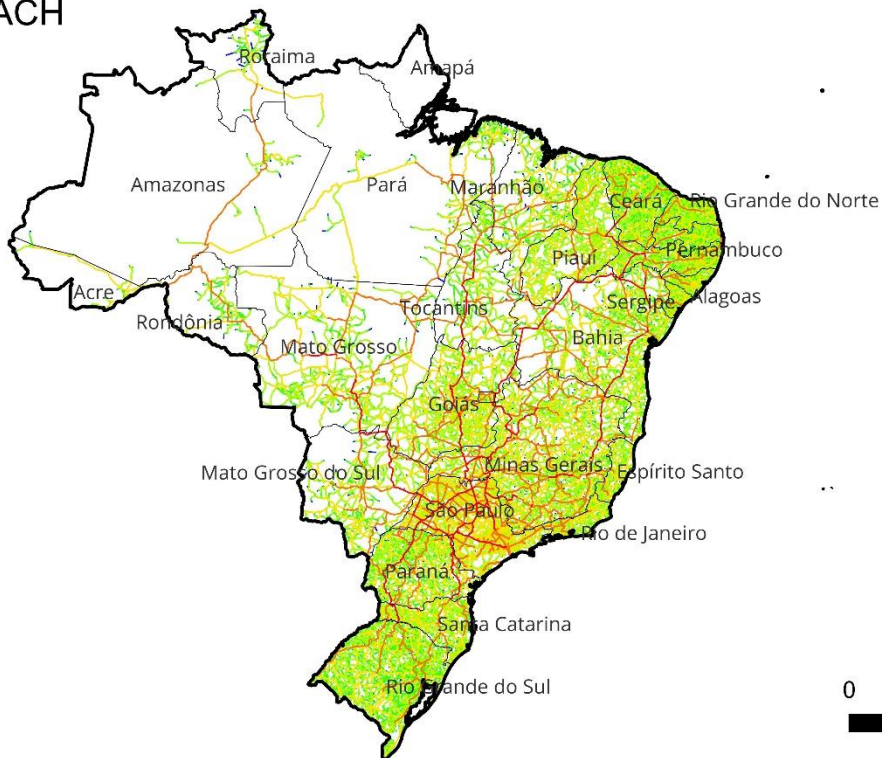 ACH
Roraima
Amapá
Amazonas
Pará
Maranhão
Ceará
Rio Grande do Norte
Piauí
Pernambuco
Acre
Tocantins
Sergipe
Alagoas
Rondônia
Bahia
Mato Grosso
Goiás
Mato Grosso do Sul
Minas Gerais
Espírito Santo
São Paulo
Rio de Janeiro
Paraná
Santa Catarina
Rio Grande do Sul
0